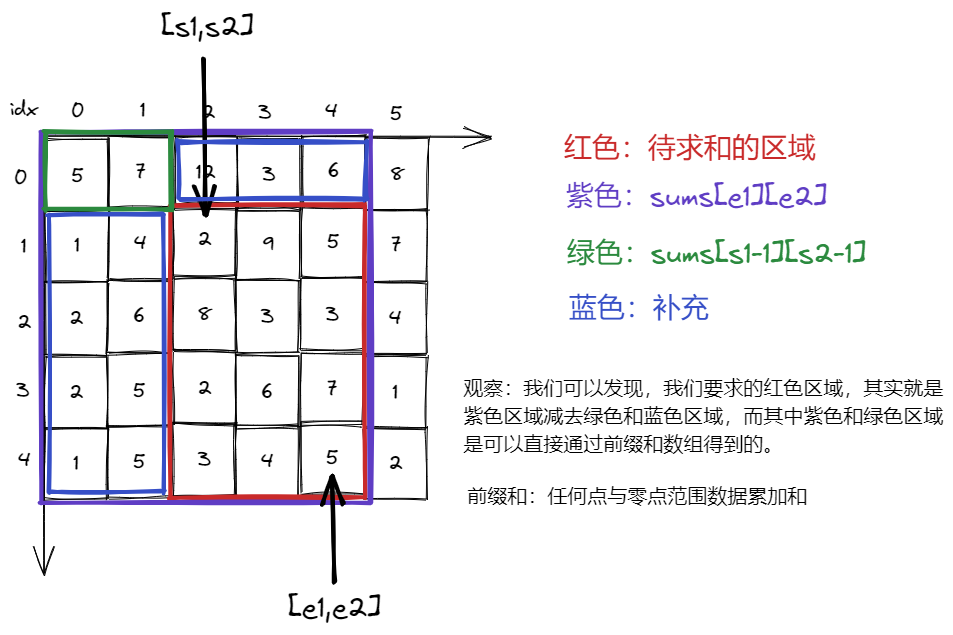 [s1,s2]
idx 0 1 2 3 4 5
0 5 7 12 3 6 8
1 1 4 2 9 5 7
2 2 6 8 3 3 4
3 2 5 2 6 7 1
4 1 5 3 4 5 2
[e1,e2]
红色：待求和的区域
紫色：sums[e1][e2]
绿色：sums[s1-1][s2-1]
蓝色：补充
观察：我们可以发现，我们要求的红色区域，其实就是
紫色区域减去绿色和蓝色区域，而其中紫色和绿色区域
是可以直接通过前缀和数组得到的。
前缀和：任何点与零点范围数据累加和